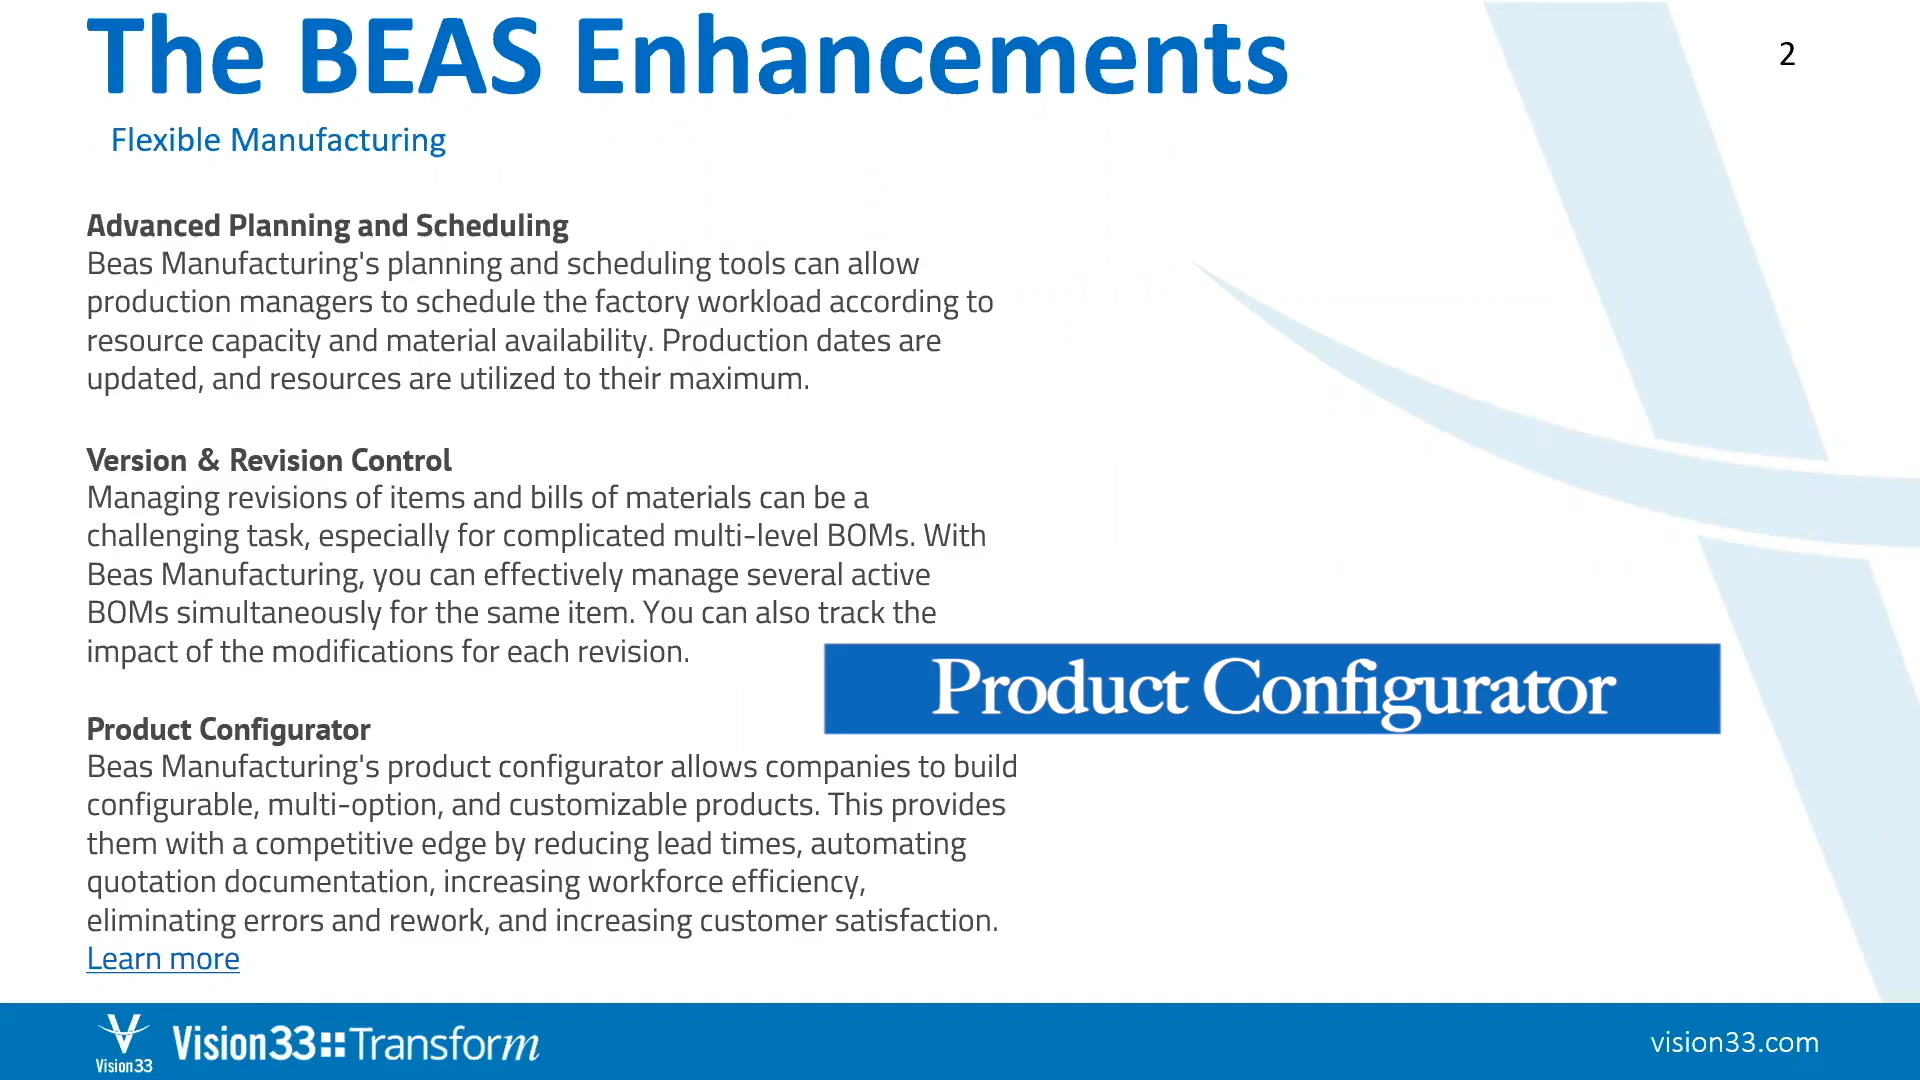 The BEAS Enhancements
2
Flexible Manufacturing
Advanced Planning and Scheduling
Beas Manufacturing's planning and scheduling tools can allow
production managers to schedule the factory workload according to
resource capacity and material availability. Production dates are
updated, and resources are utilized to their maximum.
Version & Revision Control
Managing revisions of items and bills of materials can be a
challenging task, especially for complicated multi-level BOMs. With
Beas Manufacturing, you can effectively manage several active
BOMs simultaneously for the same item. You can also track the
impact of the modifications for each revision.
Product Configurator
Product Configurator
Beas Manufacturing's product configurator allows companies to build
configurable, multi-option, and customizable products. This provides
them with a competitive edge by reducing lead times, automating
quotation documentation, increasing workforce efficiency,
eliminating errors and rework, and increasing customer satisfaction.
Learn more
Vision33
Vision33::Transform
vision33.com